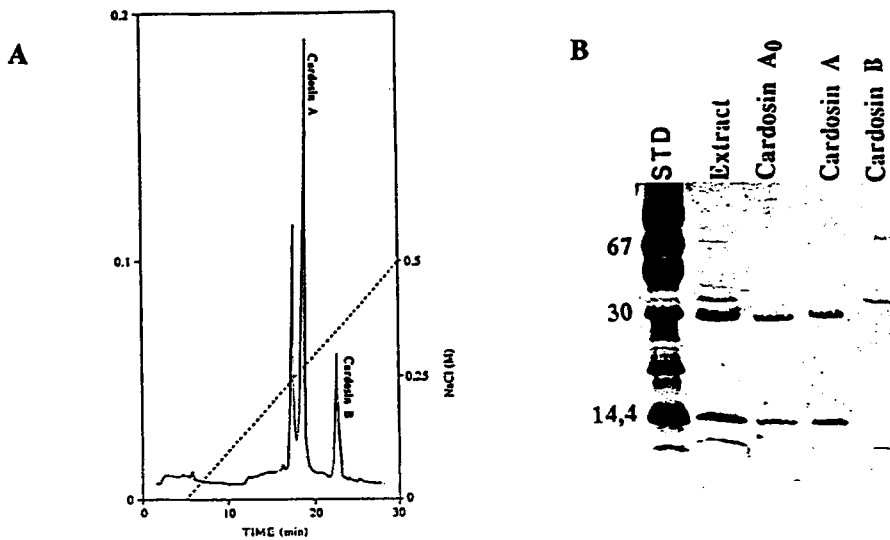 A
0.2
0.1
0
0 10 20 30
TIME (min)
0.5
0.25
0
NaCl (M)
Cardosin A
Cardosin B
B
STD
Extract
Cardosin A0
Cardosin A
Cardosin B
67
30
14,4